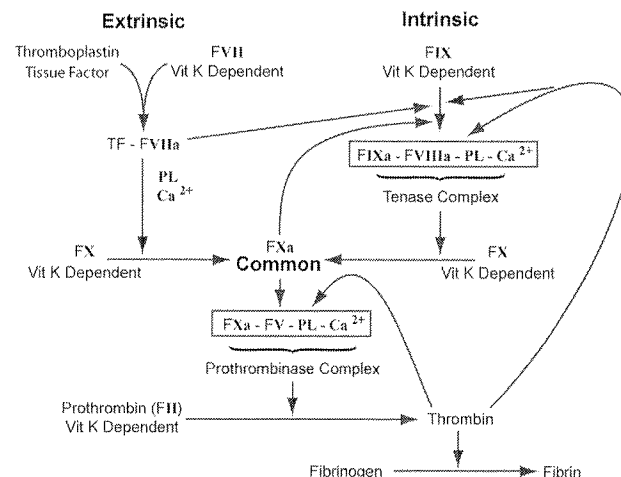 Extrinsic
Intrinsic
Thromboplastin
Tissue Factor
FVII
Vit K Dependent
FIX
Vit K Dependent
TF - FVIIa
PL
Ca 2+
FIXa - FVIIIa - PL - Ca 2+
Tenase Complex
FX
Vit K Dependent
FXa
Common
FX
Vit K Dependent
FXa - FV - PL - Ca 2+
Prothrombinase Complex
Prothrombin (FII)
Vit K Dependent
Thrombin
Fibrinogen
Fibrin